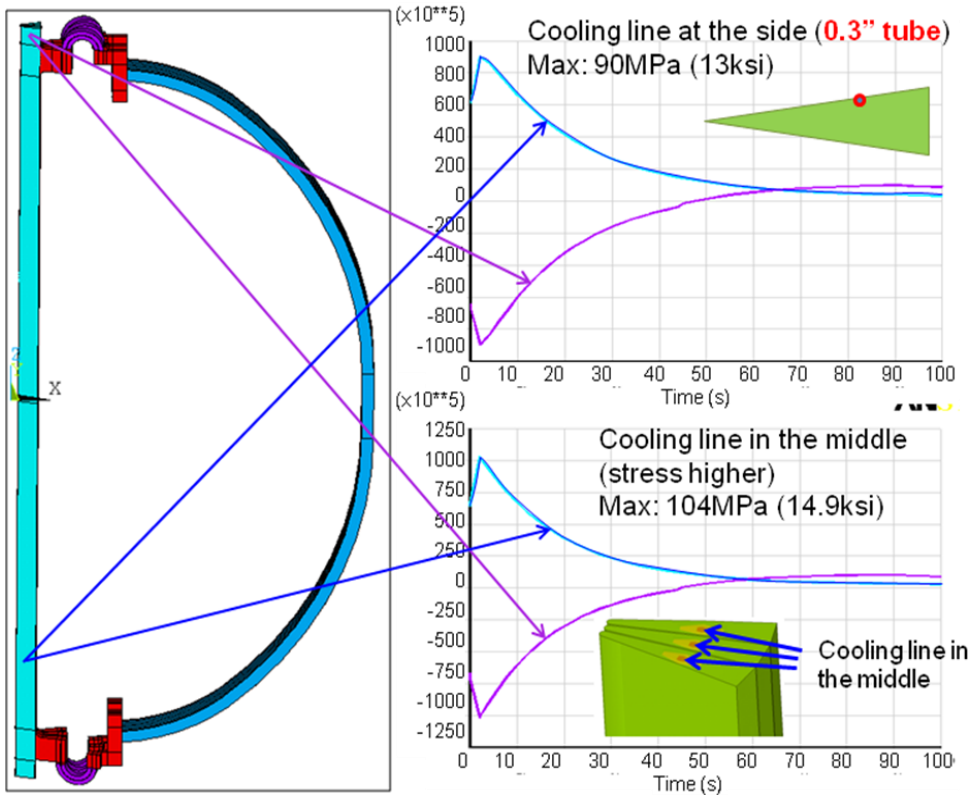 (x10**5)
Cooling line at the side (0.3” tube)
Max: 90MPa (13ksi)
1000
800
600
400
200
0
-200
-400
-600
-800
-1000
0 10 20 30 40 50 60 70 80 90 100
Time (s)
2
X
(x10**5)
Cooling line in the middle
(stress higher)
Max: 104MPa (14.9ksi)
1250
1000
750
500
250
0
-250
-500
-750
-1000
-1250
Cooling line in
the middle
0 10 20 30 40 50 60 70 80 90 100
Time (s)